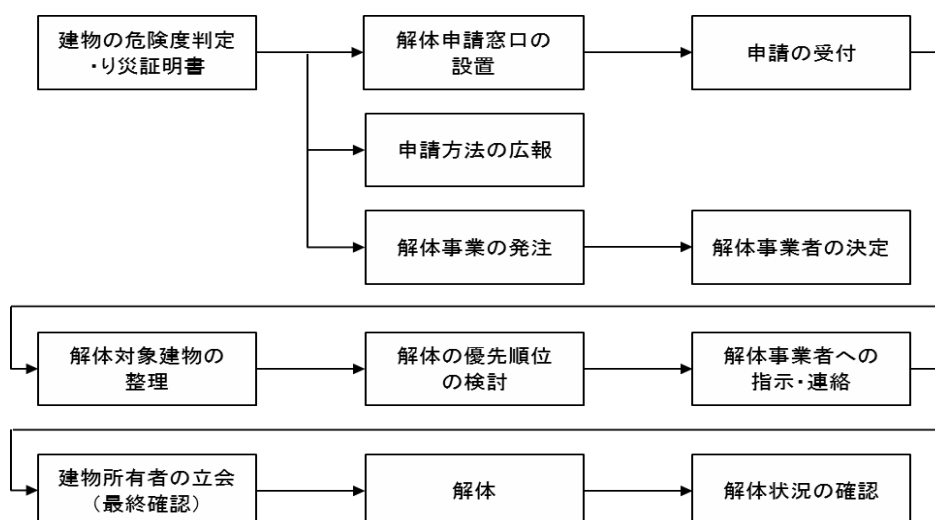 建物の危険度判定
・り災証明書
解体申請窓口の
設置
申請の受付
申請方法の広報
解体事業の発注
解体事業者の決定
解体対象建物の
整理
解体の優先順位
の検討
解体事業者への
指示・連絡
建物所有者の立会
（最終確認）
解体
解体状況の確認